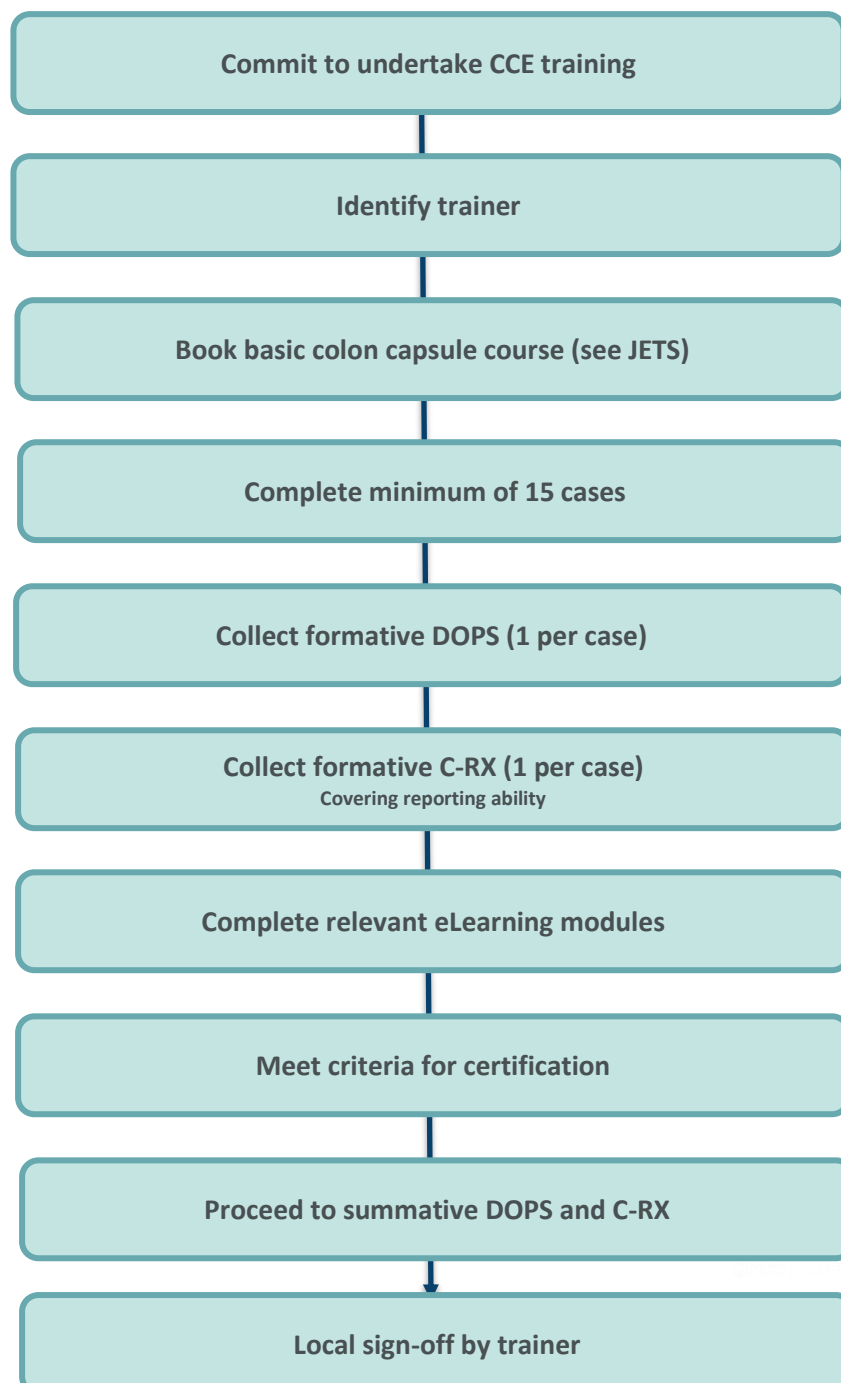 Commit to undertake CCE training
Identify trainer
Book basic colon capsule course (see JETS)
Complete minimum of 15 cases
Collect formative DOPS (1 per case)
Collect formative C-RX (1 per case)
Covering reporting ability
Complete relevant eLearning modules
Meet criteria for certification
Proceed to summative DOPS and C-RX
Local sign-off by trainer